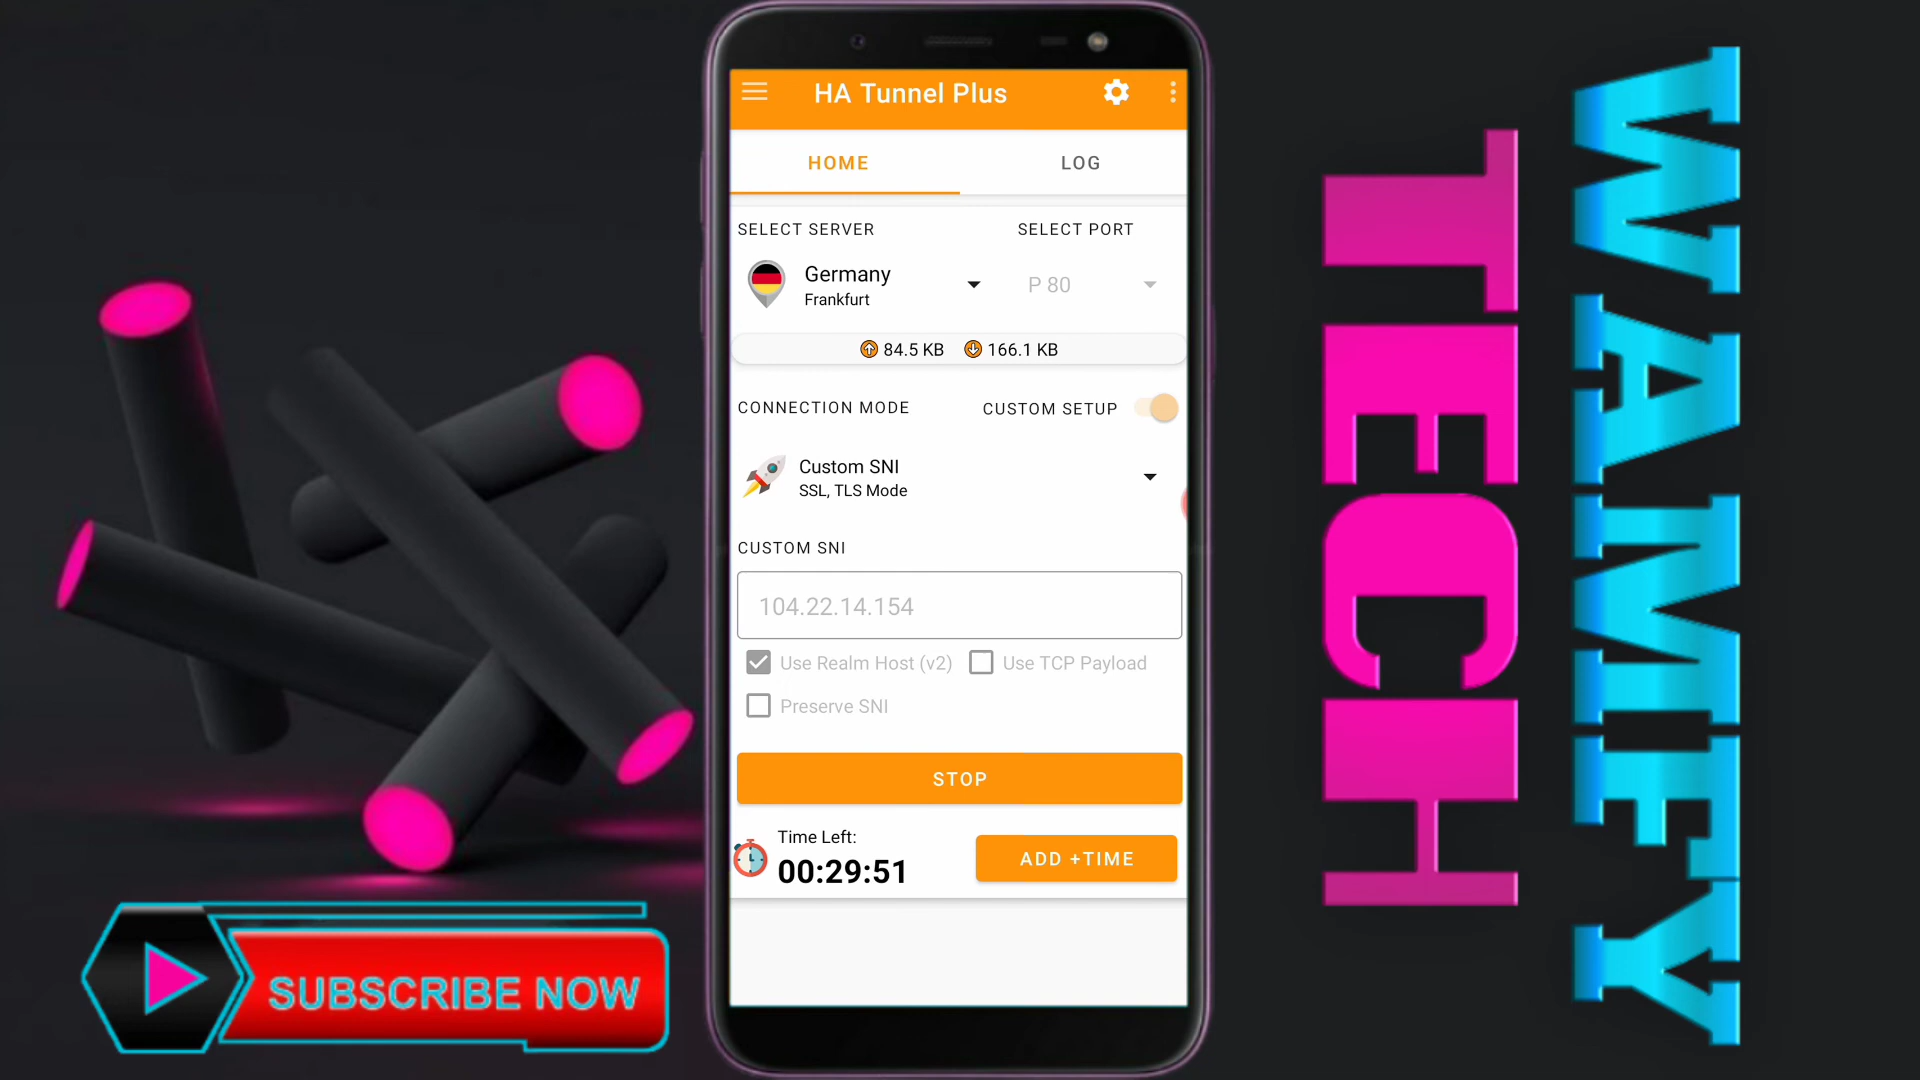 HA Tunnel Plus
HOME
LOG
SELECT SERVER
SELECT PORT
Germany
Frankfurt
P 80
84.5 KB
166.1 KB
CONNECTION MODE
CUSTOM SETUP
Custom SNI
SSL, TLS Mode
CUSTOM SNI
104.22.14.154
Use Realm Host (v2)
Use TCP Payload
Preserve SNI
STOP
Time Left:
00:29:51
ADD +TIME
SUBSCRIBE NOW
WAMFY
TECH